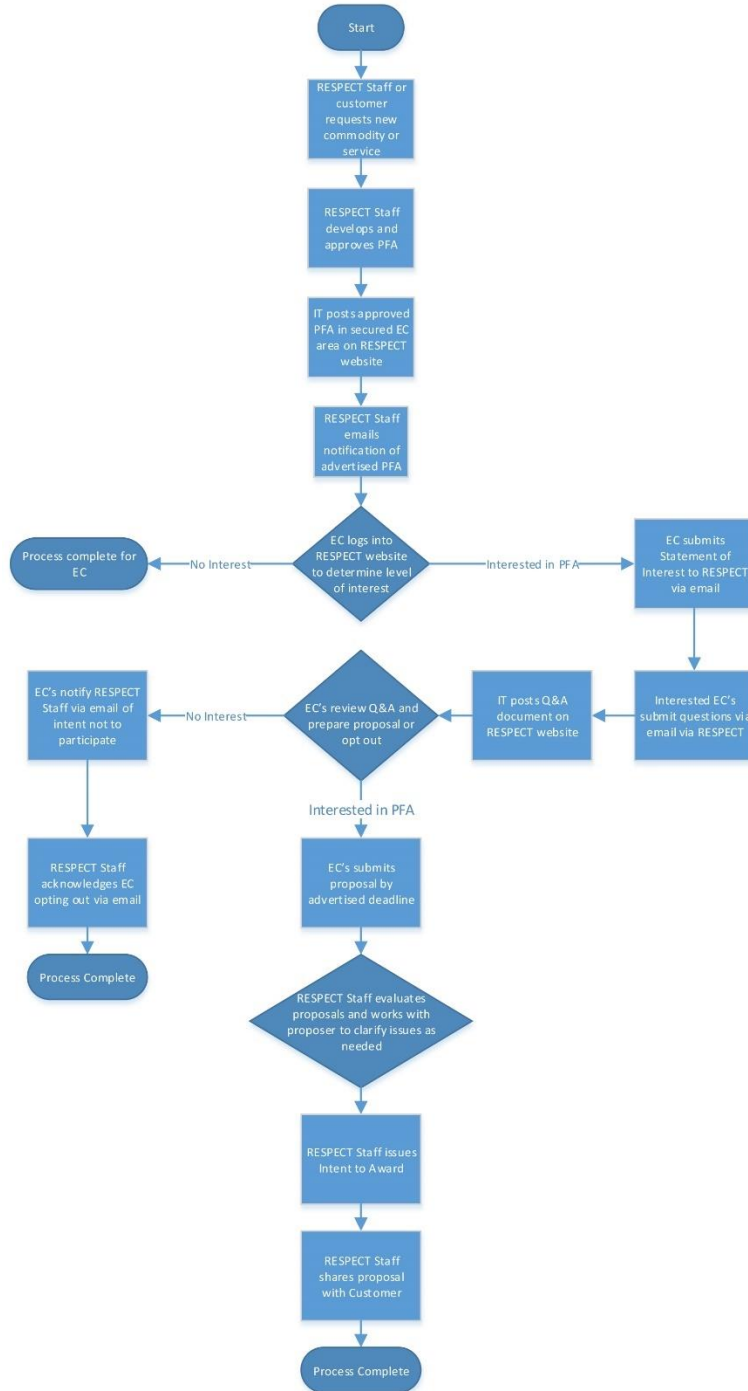 Start
RESPECT Staff or
customer
requests new
commodity or
service
RESPECT Staff
develops and
approves PFA
IT posts approved
PFA in secured EC
area on RESPECT
website
RESPECT Staff
emails
notification of
advertised PFA
EC logs into
RESPECT website
to determine level
of interest
No Interest
Process complete for
EC
Interested in PFA
EC submits
Statement of
Interest to RESPECT
via email
Interested EC's
submit questions via
email via RESPECT
IT posts Q&A
document on
RESPECT website
EC's review Q&A and
prepare proposal or
opt out
No Interest
EC's notify RESPECT
Staff via email of
intent not to
participate
RESPECT Staff
acknowledges EC
opting out via email
Process Complete
Interested in PFA
EC's submits
proposal by
advertised deadline
RESPECT Staff evaluates
proposals and works with
proposer to clarify issues as
needed
RESPECT Staff issues
Intent to Award
RESPECT Staff
shares proposal
with Customer
Process Complete